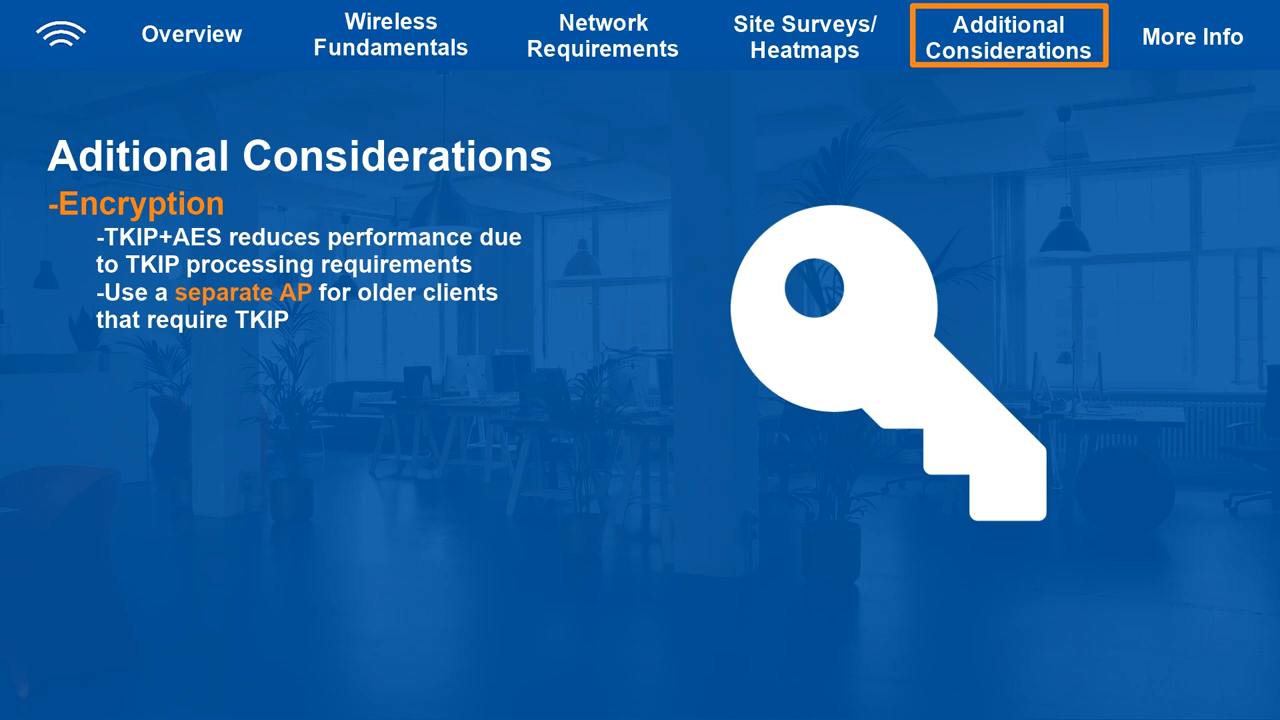 Overview
Wireless
Fundamentals
Network
Requirements
Site Surveys/
Heatmaps
Additional
Considerations
More Info
Aditional Considerations
-Encryption
-TKIP+AES reduces performance due
to TKIP processing requirements
-Use a separate AP for older clients
that require TKIP